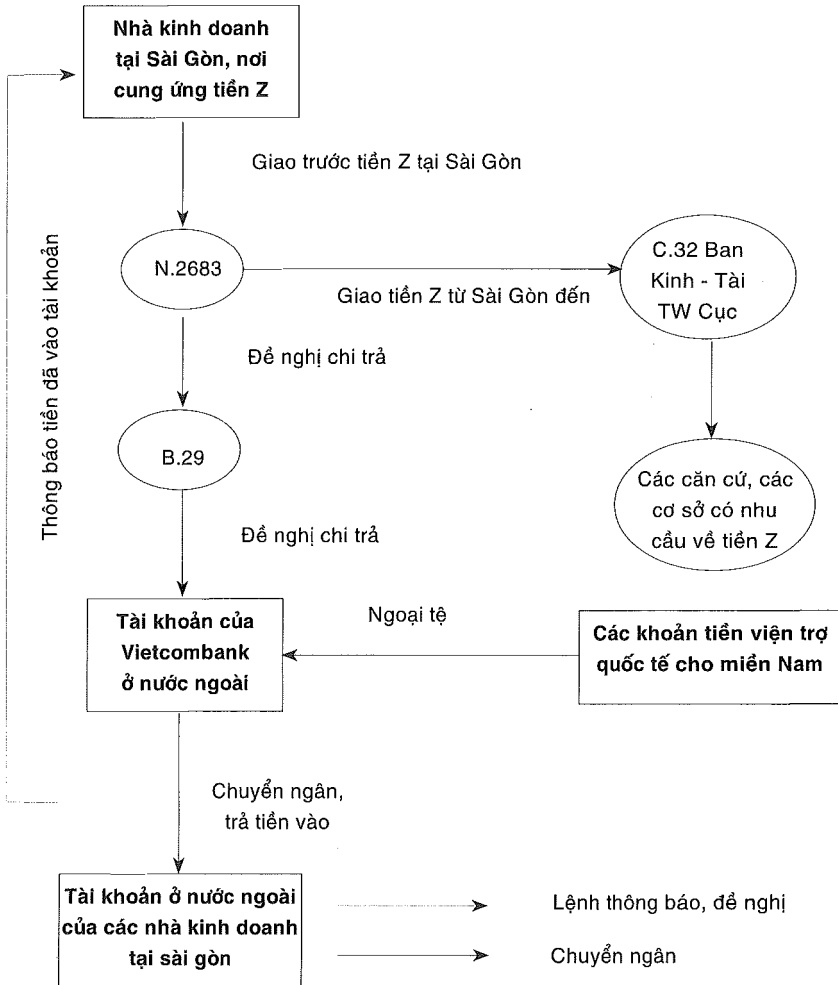 Nhà kinh doanh
tại Sài Gòn, nơi
cung ứng tiền Z
Giao trước tiền Z tại Sài Gòn
N.2683
Giao tiền Z từ Sài Gòn đến
C.32 Ban
Kinh - Tài
TW Cục
Thông báo tiền đã vào tài khoản
Đề nghị chi trả
B.29
Các căn cứ, các
cơ sở có nhu
cầu về tiền Z
Đề nghị chi trả
Tài khoản của
Vietcombank
ở nước ngoài
Ngoại tệ
Các khoản tiền viện trợ
quốc tế cho miền Nam
Chuyển ngân,
trả tiền vào
Tài khoản ở nước ngoài
của các nhà kinh doanh
tại sài gòn
Lệnh thông báo, đề nghị
Chuyển ngân